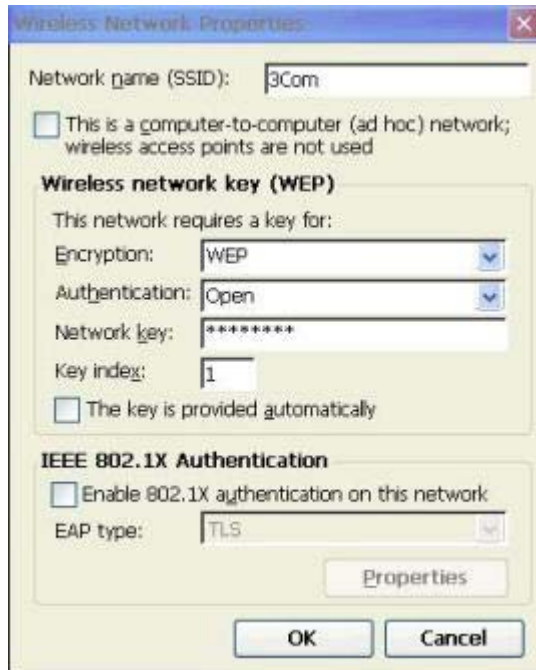 Wireless Network Properties
Network name (SSID): 3Com
This is a computer-to-computer (ad hoc) network;
wireless access points are not used
Wireless network key (WEP)
This network requires a key for:
Encryption: WEP
Authentication: Open
Network key: ********
Key index: 1
The key is provided automatically
IEEE 802.1X Authentication
Enable 802.1X authentication on this network
EAP type: TLS
Properties
OK Cancel